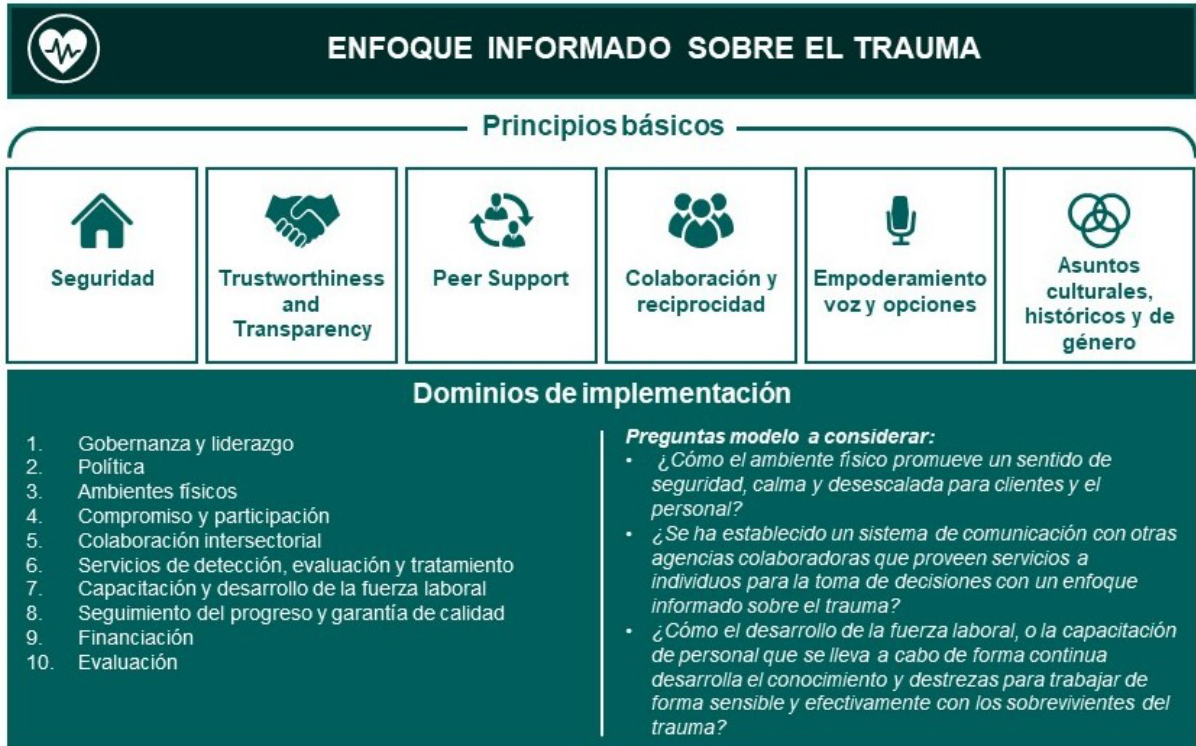 ENFOQUE INFORMADO SOBRE EL TRAUMA
Principios básicos
Seguridad
Trustworthiness
and
Transparency
Peer Support
Colaboración y
reciprocidad
Empoderamiento
voz y opciones
Asuntos
culturales,
históricos y de
género
Dominios de implementación
1. Gobernanza y liderazgo
2. Política
3. Ambientes físicos
4. Compromiso y participación
5. Colaboración intersectorial
6. Servicios de detección, evaluación y tratamiento
7. Capacitación y desarrollo de la fuerza laboral
8. Seguimiento del progreso y garantía de calidad
9. Financiación
10. Evaluación
Preguntas modelo a considerar:
• ¿Cómo el ambiente físico promueve un sentido de
seguridad, calma y desescalada para clientes y el
personal?
• ¿Se ha establecido un sistema de comunicación con otras
agencias colaboradoras que proveen servicios a
individuos para la toma de decisiones con un enfoque
informado sobre el trauma?
• ¿Cómo el desarrollo de la fuerza laboral, o la capacitación
de personal que se lleva a cabo de forma continua
desarrolla el conocimiento y destrezas para trabajar de
forma sensible y efectivamente con los sobrevivientes del
trauma?